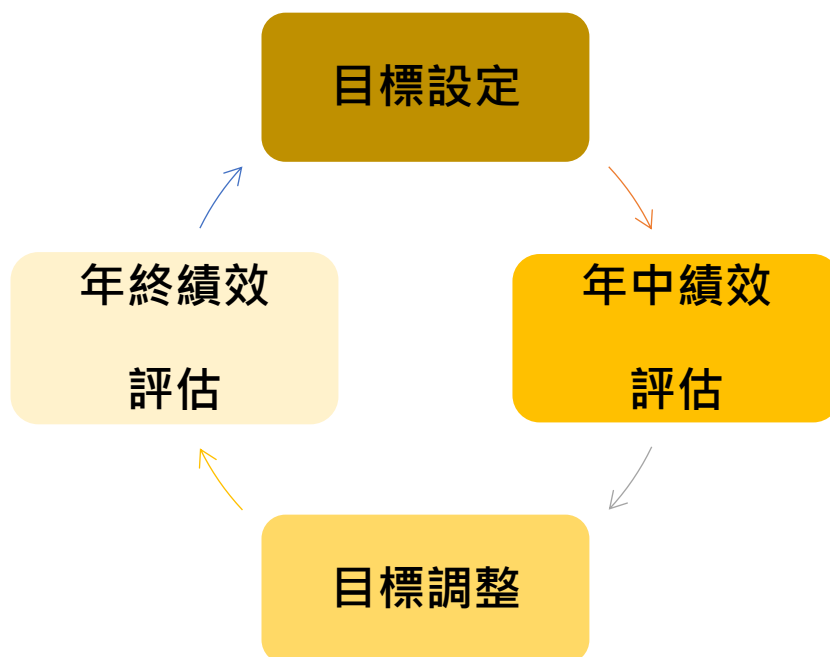 目標設定
年終績效
評估
年中績效
評估
目標調整